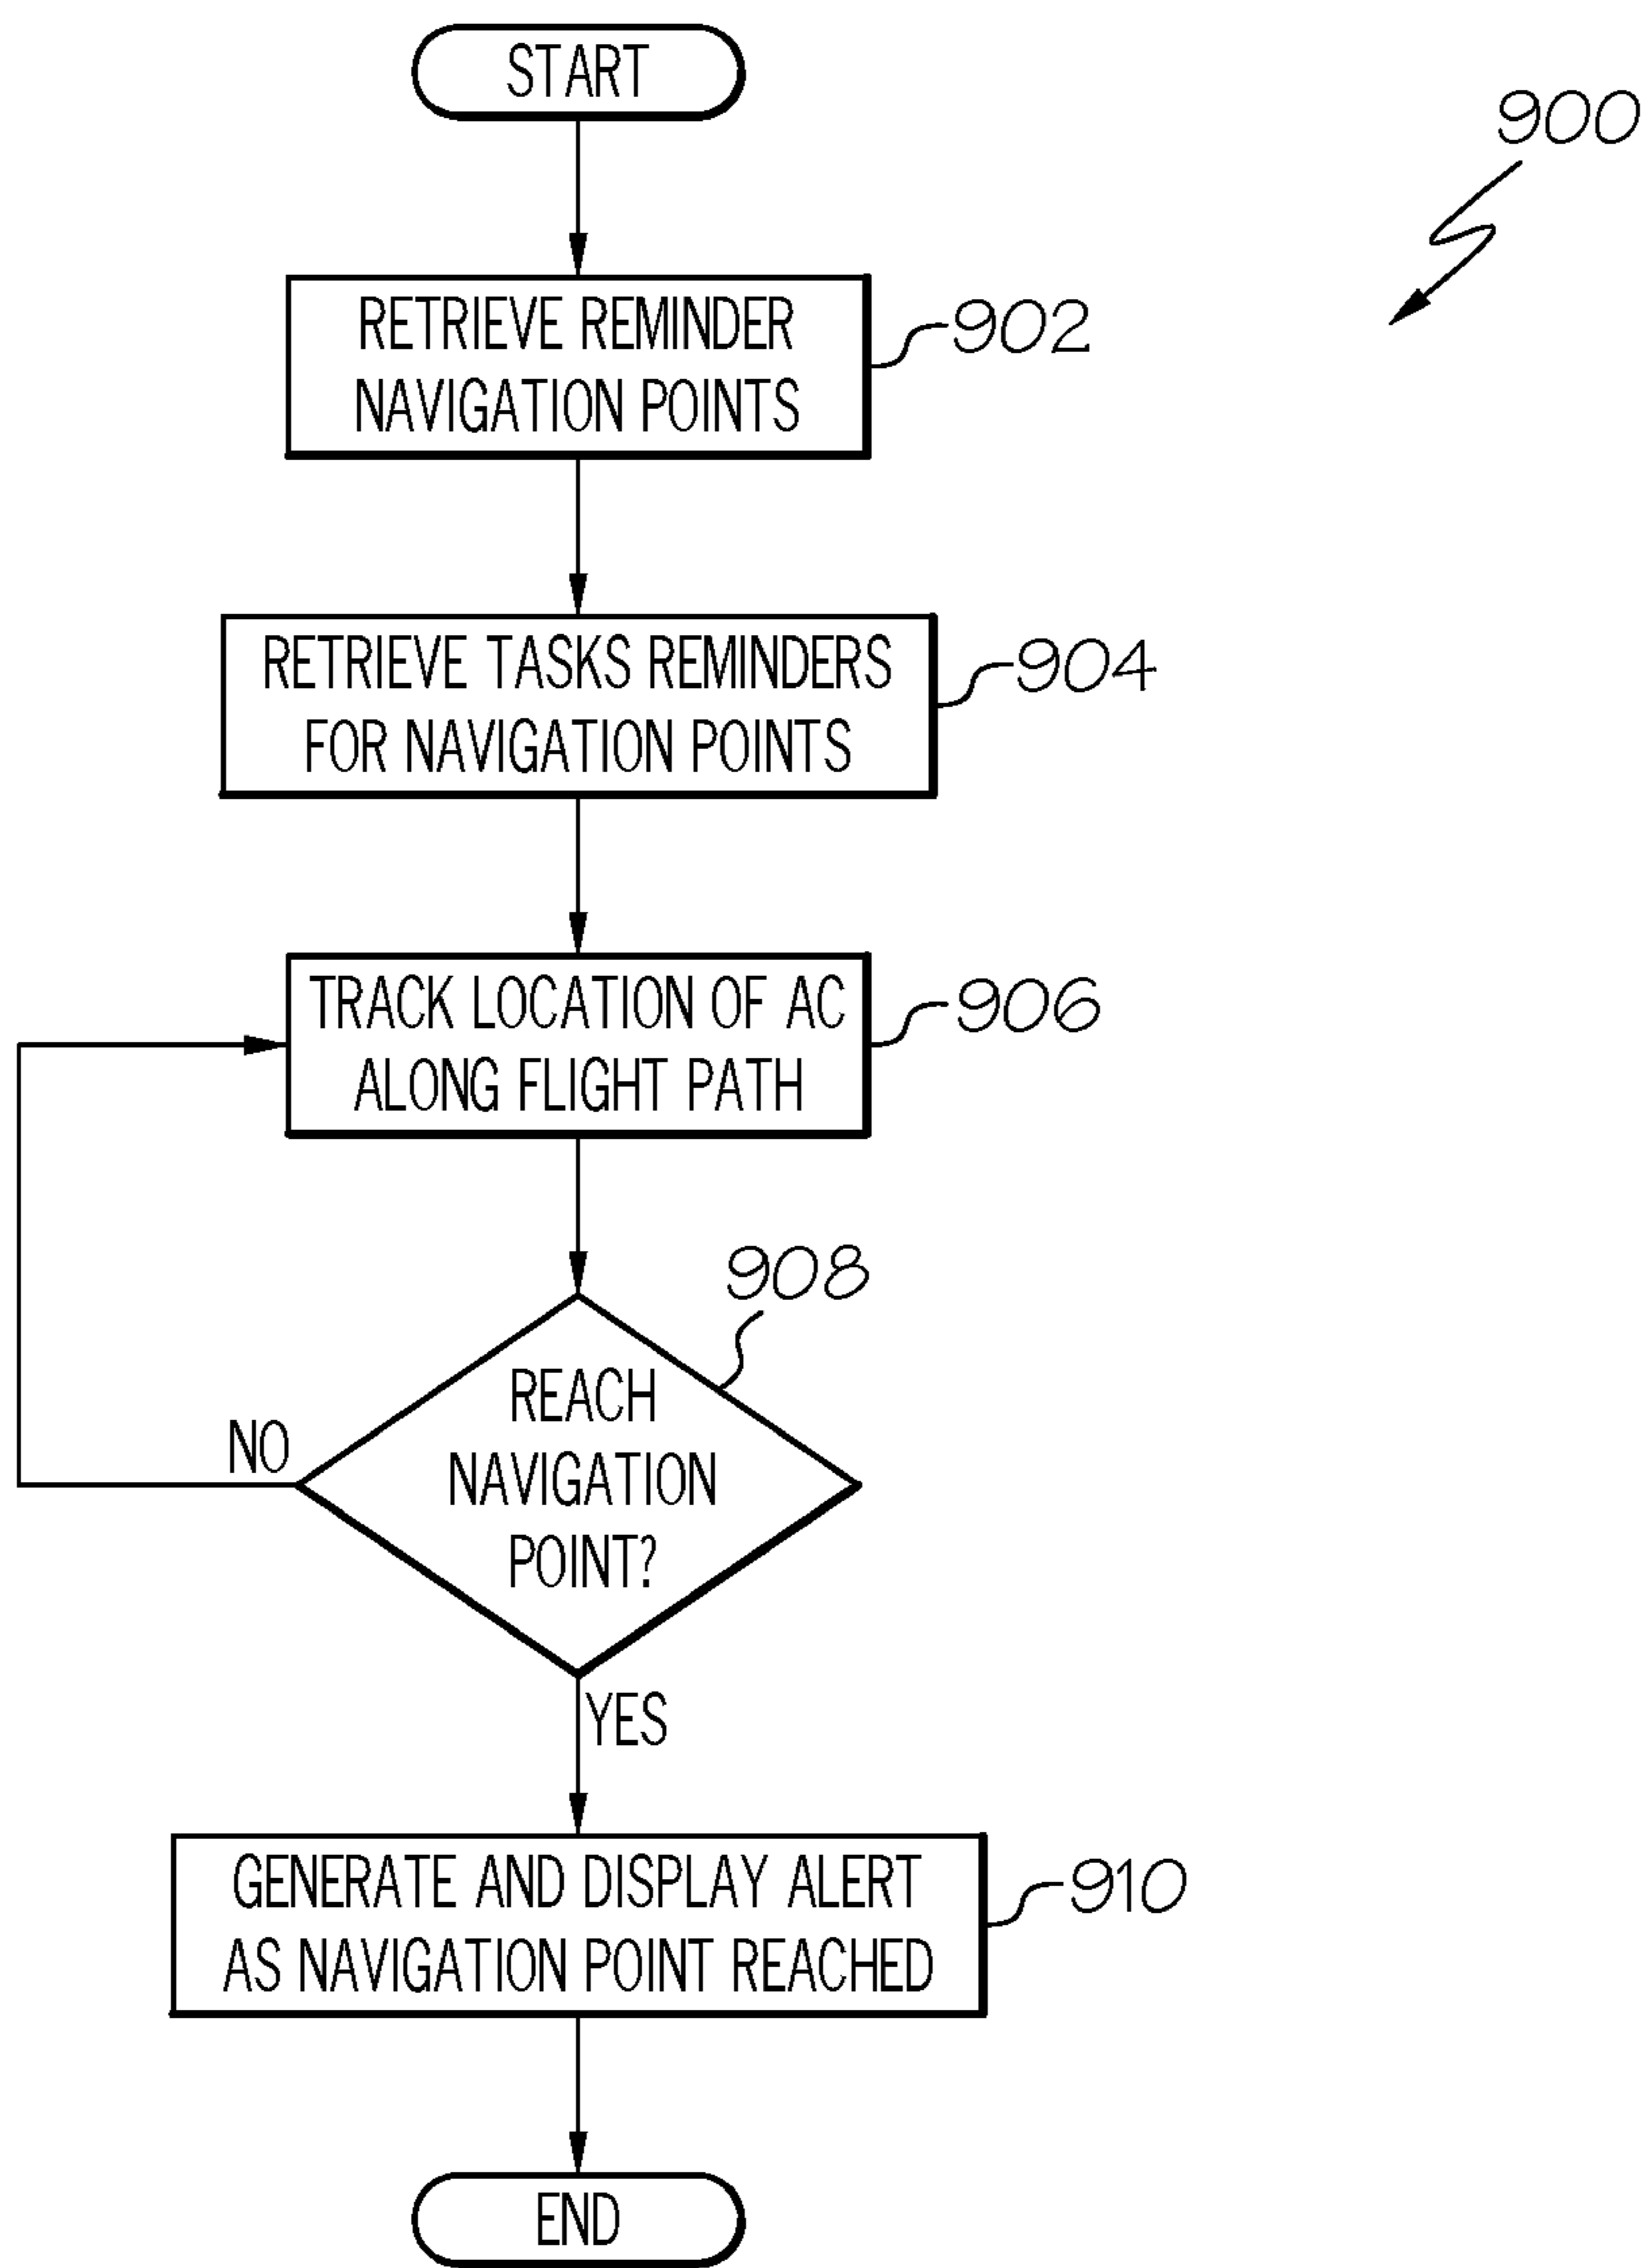 START
900
RETRIEVE REMINDER
NAVIGATION POINTS
902
RETRIEVE TASKS REMINDERS
FOR NAVIGATION POINTS
904
TRACK LOCATION OF AC
ALONG FLIGHT PATH
906
908
REACH
NAVIGATION
POINT?
NO
YES
GENERATE AND DISPLAY ALERT
AS NAVIGATION POINT REACHED
910
END